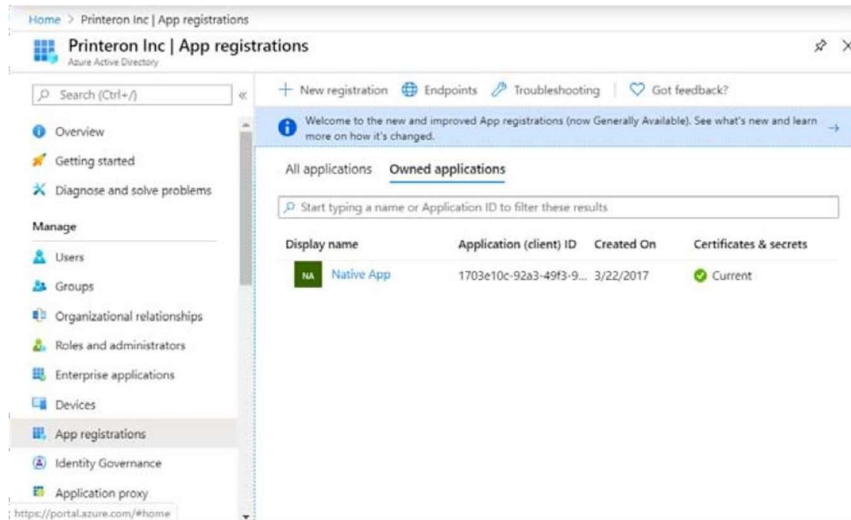 Home > Printeron Inc | App registrations
Printeron Inc | App registrations
Azure Active Directory
Search (Ctrl+/)
«
Overview
Getting started
Diagnose and solve problems
Manage
Users
Groups
Organizational relationships
Roles and administrators
Enterprise applications
Devices
App registrations
Identity Governance
Application proxy
https://portal.azure.com/#home
New registration Endpoints Troubleshooting Got feedback?
Welcome to the new and improved App registrations (now Generally Available). See what's new and learn
more on how it's changed.
All applications Owned applications
Start typing a name or Application ID to filter these results
Display name Application (client) ID Created On Certificates & secrets
NA Native App 1703e10c-92a3-49f3-9... 3/22/2017 Current